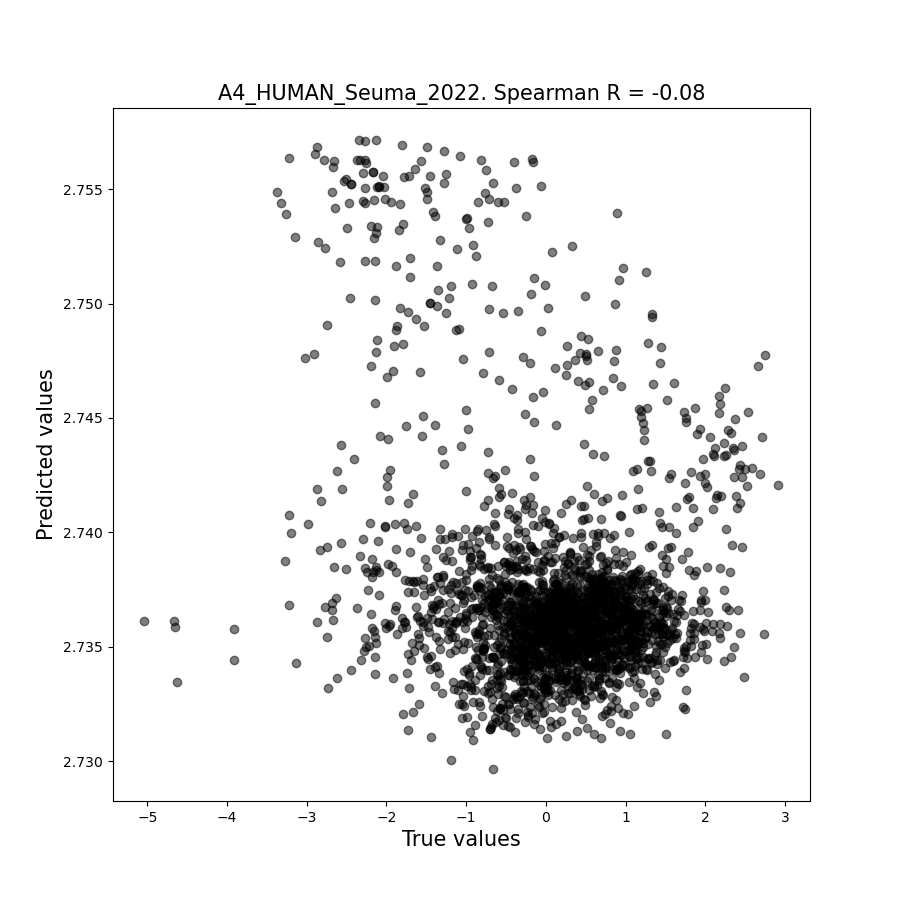 A4_HUMAN_Seuma_2022. Spearman R = -0.08
2.755
2.750
2.745
2.740
2.735
2.730
Predicted values
−5 −4 −3 −2 −1 0 1 2 3
True values